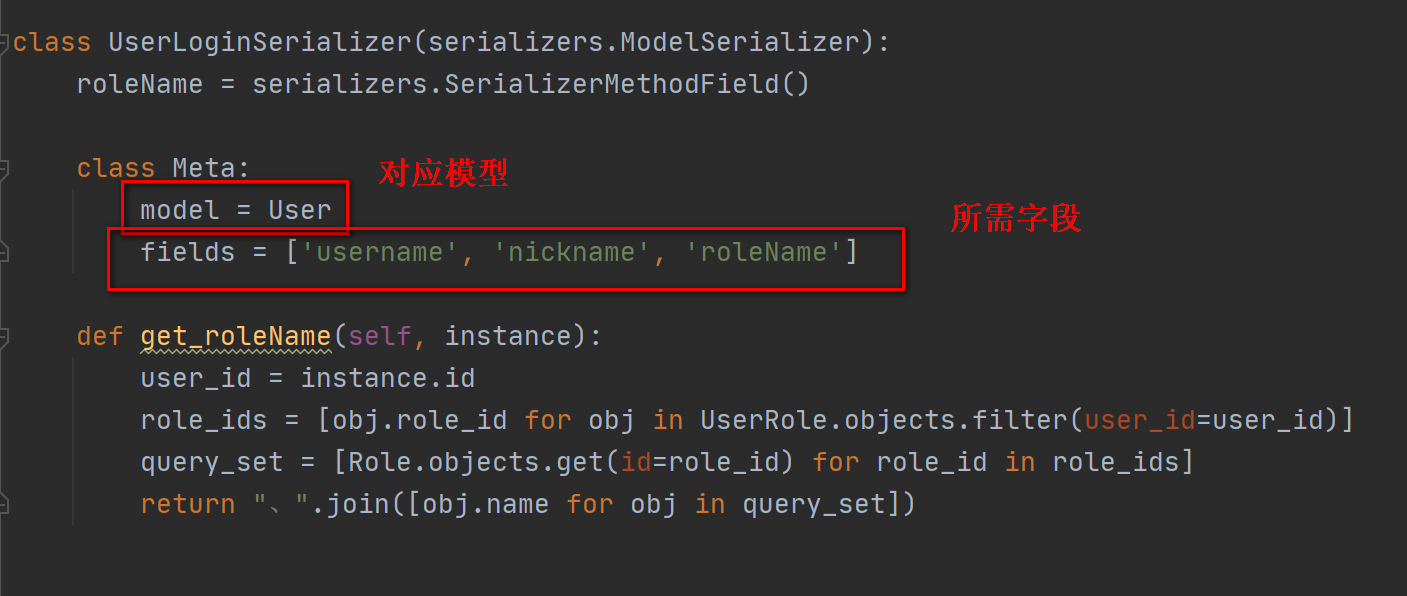 class UserLoginSerializer(serializers.ModelSerializer):
roleName = serializers.SerializerMethodField()
class Meta:
对应模型
model = User
所需字段
fields = ['username', 'nickname', 'roleName']
def get_roleName(self, instance):
user_id = instance.id
role_ids = [obj.role_id for obj in UserRole.objects.filter(user_id=user_id)]
query_set = [Role.objects.get(id=role_id) for role_id in role_ids]
return "、".join([obj.name for obj in query_set])